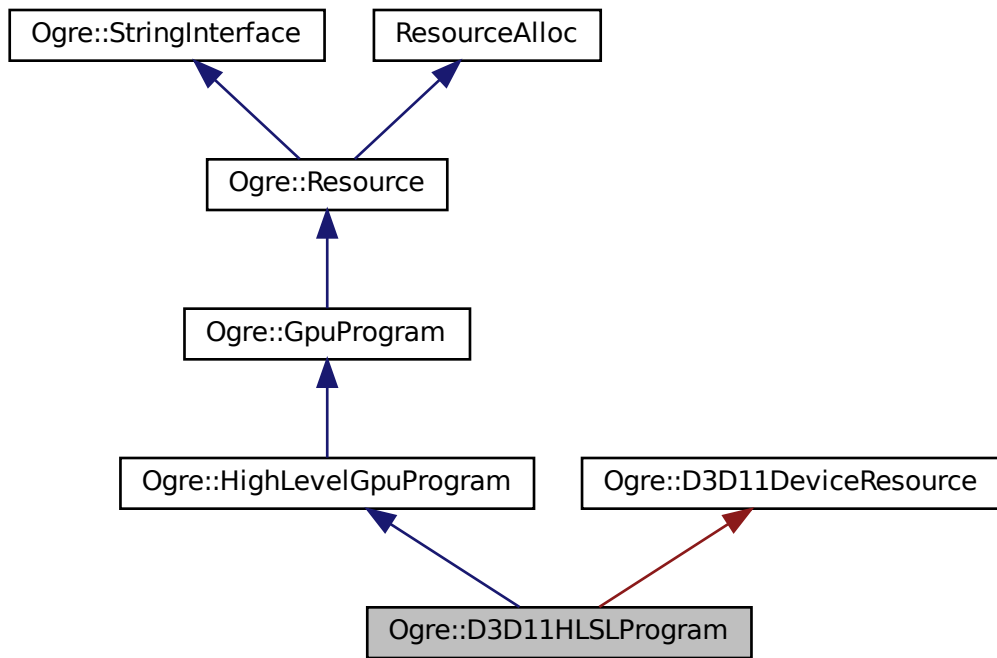 Ogre::StringInterface
ResourceAlloc
Ogre::Resource
Ogre::GpuProgram
Ogre::HighLevelGpuProgram
Ogre::D3D11DeviceResource
Ogre::D3D11HLSLProgram